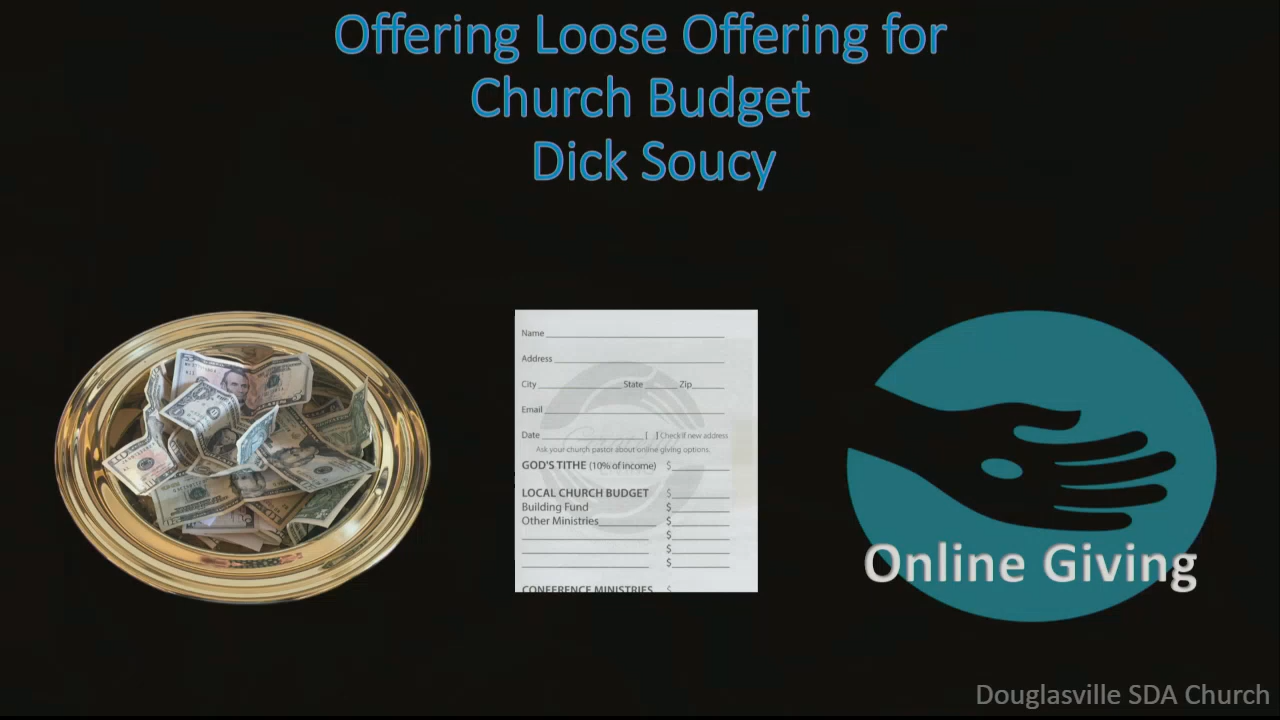 Offering Loose Offering for
Church Budget
Dick Soucy
Name
Address
City State Zip
Email
Date [ ] Check if new address
Ask your church pastor about online giving options.
GOD'S TITHE (10% of income) $
LOCAL CHURCH BUDGET $
Building Fund $
Other Ministries $
$
$
$
CONFERENCE MINISTRIES $
Online Giving
Douglasville SDA Church